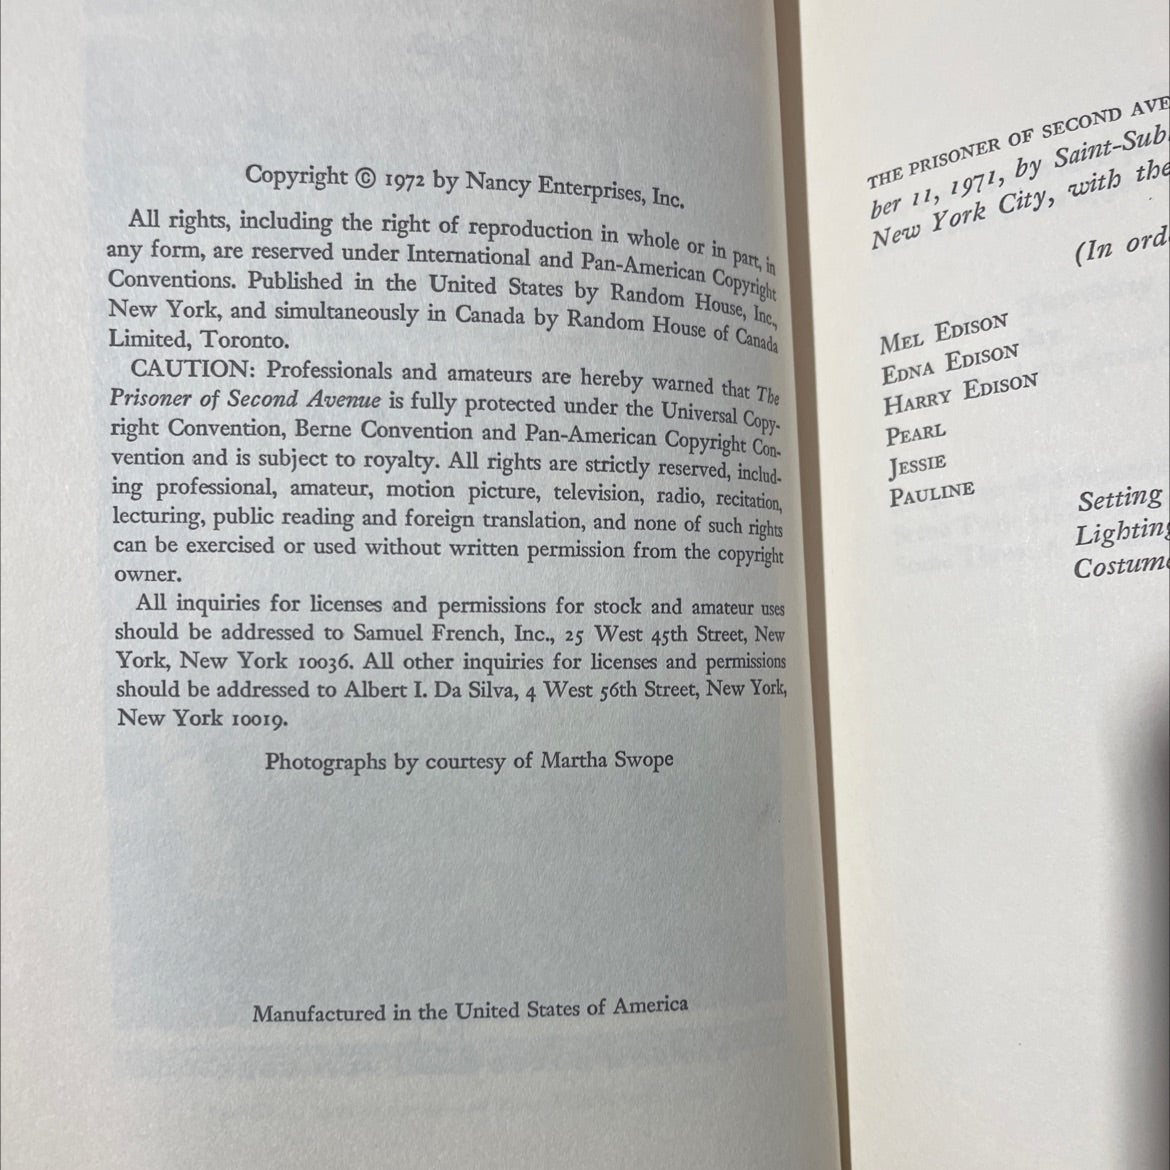 Copyright © 1972 by Nancy Enterprises, Inc.
All rights, including the right of reproduction in whole or in part, in
any form, are reserved under International and Pan-American Copyright
Conventions. Published in the United States by Random House, Inc.,
New York, and simultaneously in Canada by Random House of Canada
Limited, Toronto.
CAUTION: Professionals and amateurs are hereby warned that The
Prisoner of Second Avenue is fully protected under the Universal Copy-
right Convention, Berne Convention and Pan-American Copyright Con-
vention and is subject to royalty. All rights are strictly reserved, includ-
ing professional, amateur, motion picture, television, radio, recitation,
lecturing, public reading and foreign translation, and none of such rights
can be exercised or used without written permission from the copyright
owner.
All inquiries for licenses and permissions for stock and amateur uses
should be addressed to Samuel French, Inc., 25 West 45th Street, New
York, New York 10036. All other inquiries for licenses and permissions
should be addressed to Albert I. Da Silva, 4 West 56th Street, New York,
New York 10019.
Photographs by courtesy of Martha Swope
Manufactured in the United States of America
THE PRISONER OF SECOND AVE
ber 11, 1971, by Saint-Sub
New York City, with the
(In ord
MEL EDISON
EDNA EDISON
HARRY EDISON
PEARL
JESSIE
PAULINE
Setting
Lighting
Costume